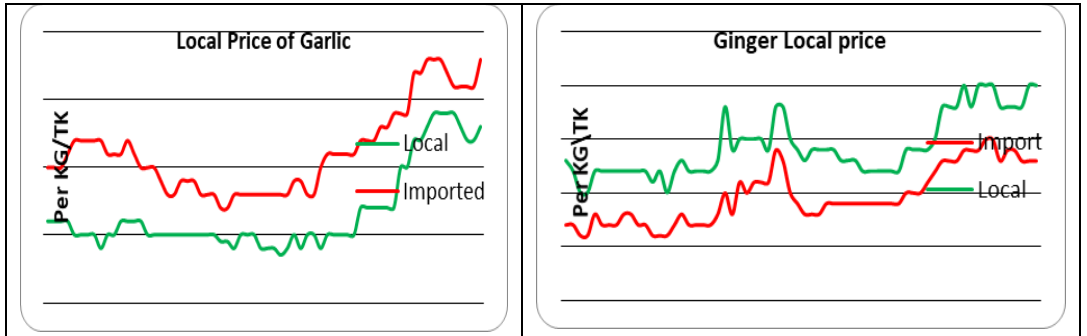 Local Price of Garlic
Per KG/TK
Local
Imported
Ginger Local price
Per KG\TK
Import
Local